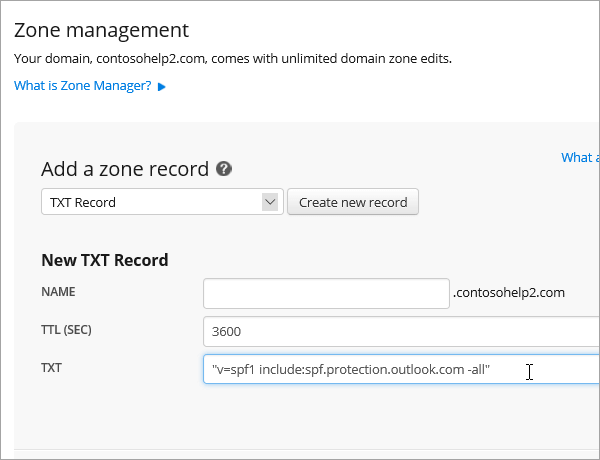 Zone management
Your domain, contosohelp2.com, comes with unlimited domain zone edits.
What is Zone Manager?
What a
Add a zone record
TXT Record Create new record
New TXT Record
NAME .contosohelp2.com
TTL (SEC) 3600
TXT "v=spf1 include:spf.protection.outlook.com -all"